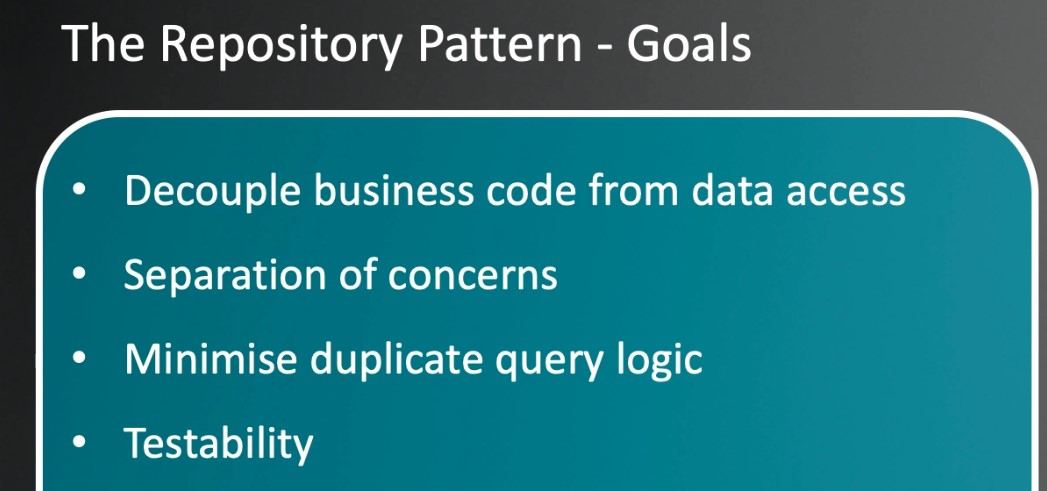 The Repository Pattern - Goals
• Decouple business code from data access
• Separation of concerns
• Minimise duplicate query logic
• Testability